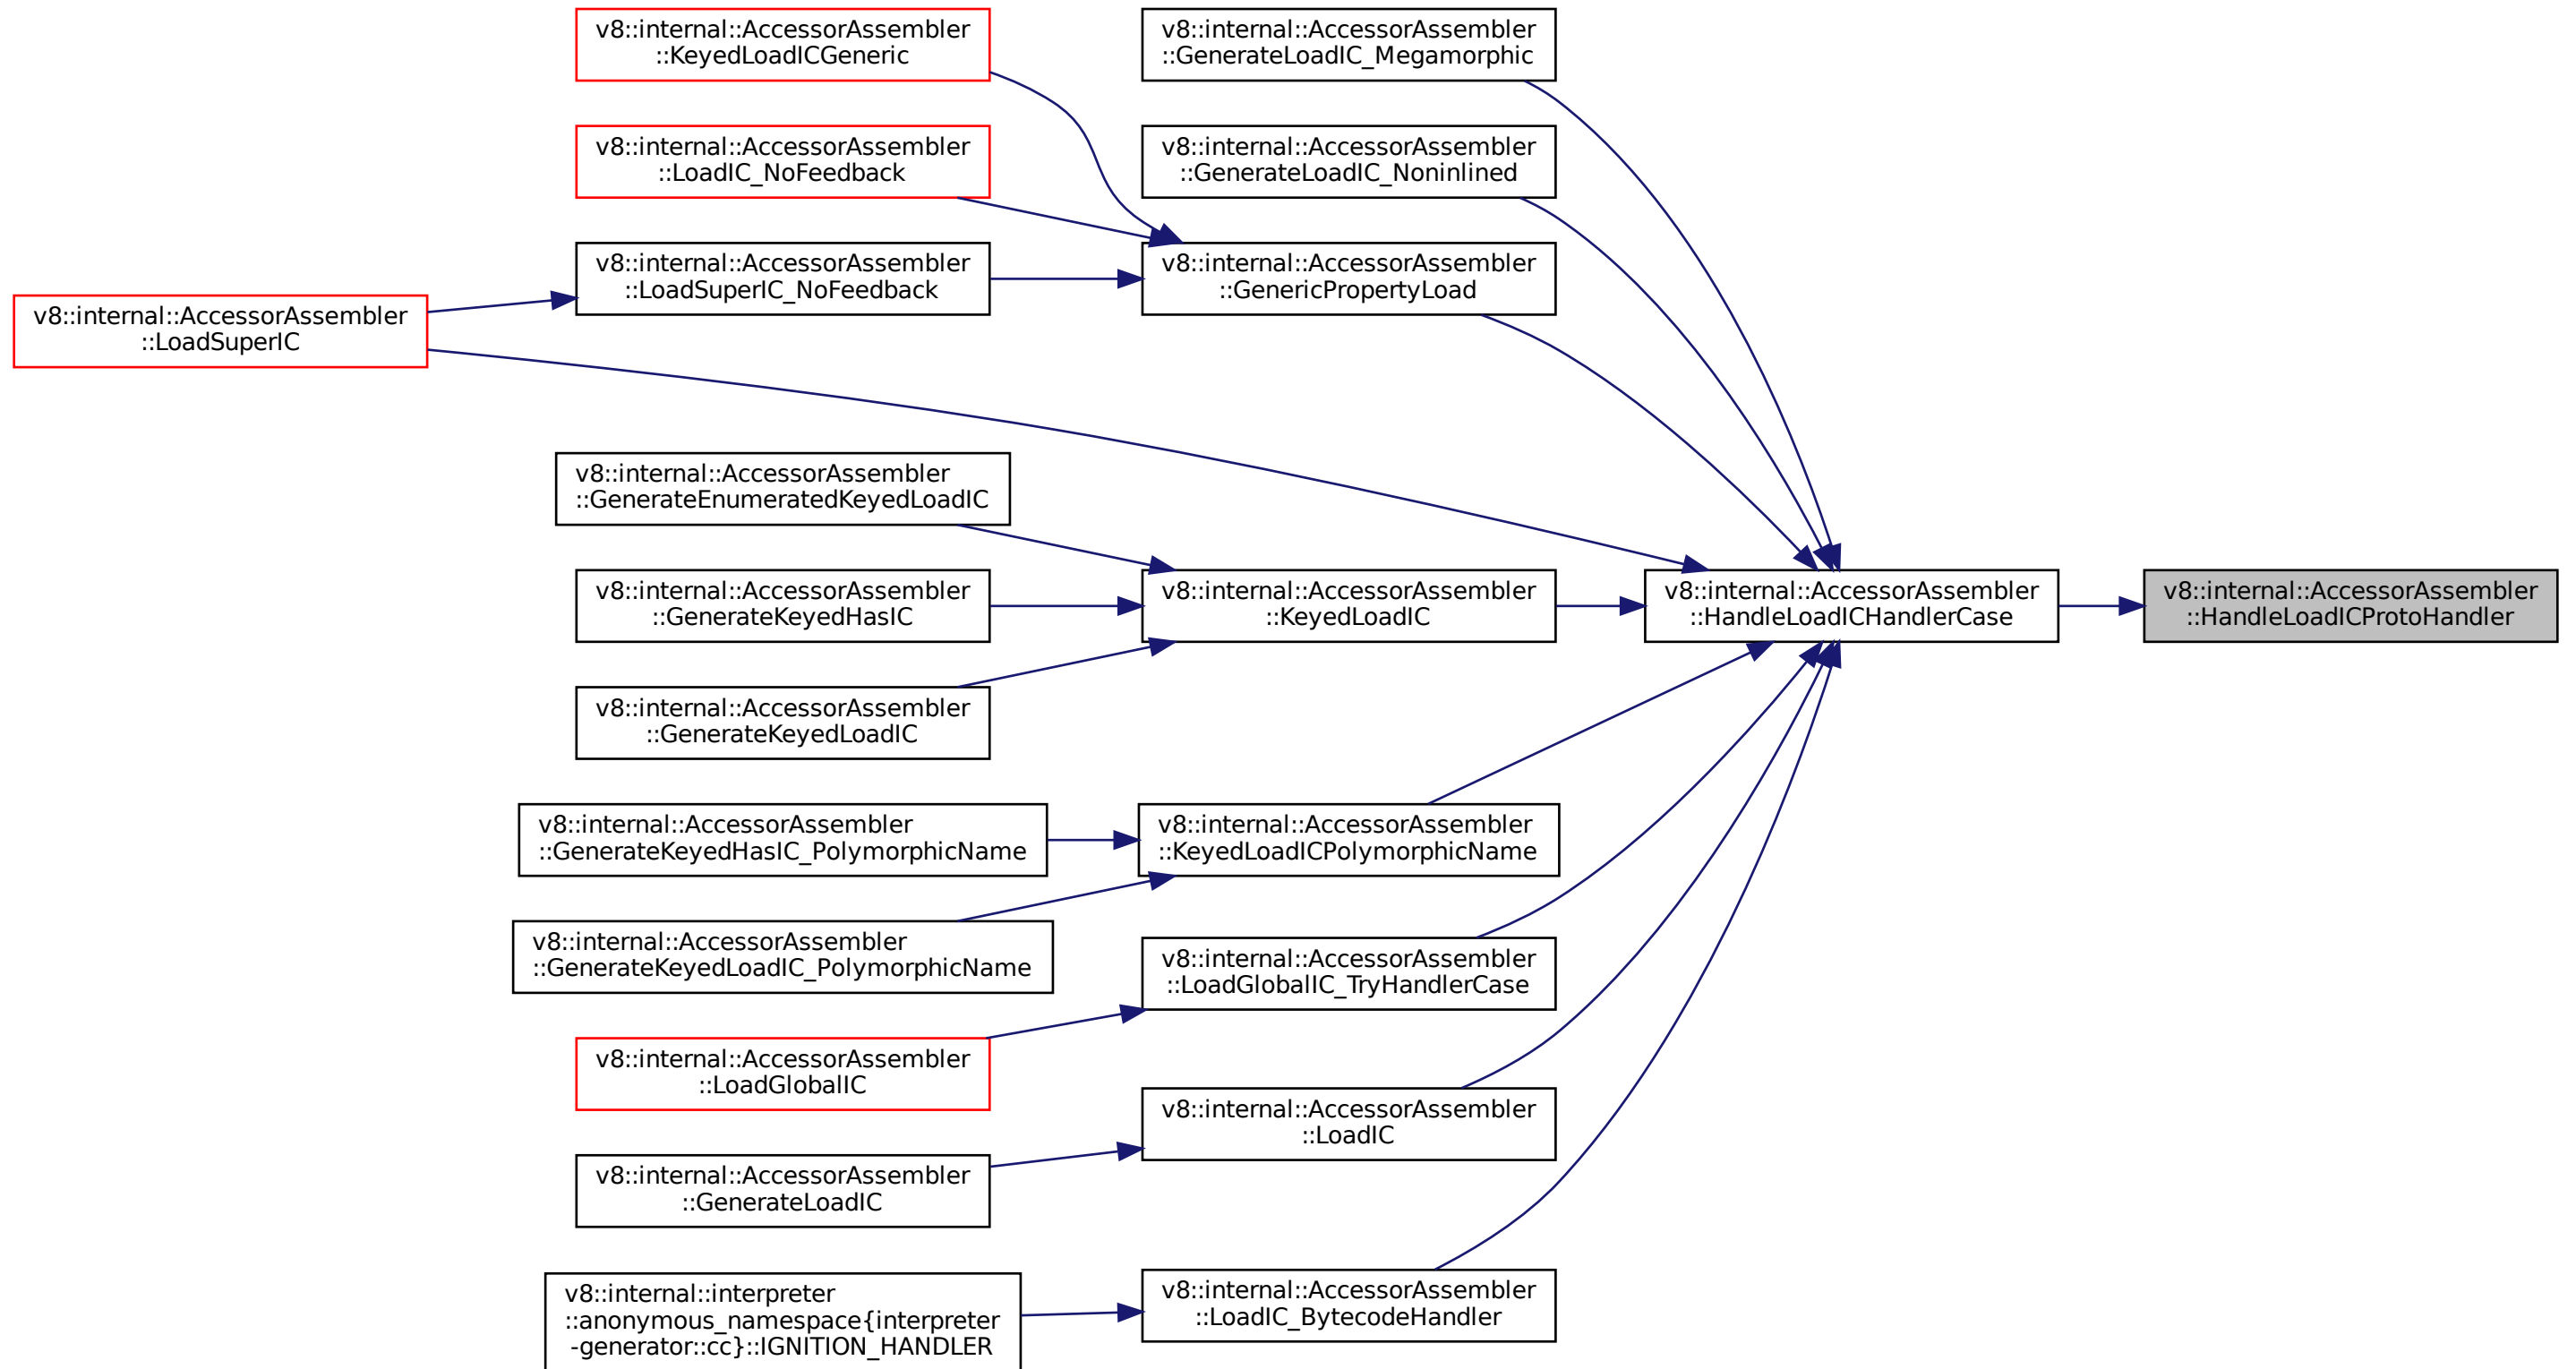 v8::internal::AccessorAssembler
::KeyedLoadICGeneric
v8::internal::AccessorAssembler
::GenerateLoadIC_Megamorphic
v8::internal::AccessorAssembler
::LoadIC_NoFeedback
v8::internal::AccessorAssembler
::GenerateLoadIC_Noninlined
v8::internal::AccessorAssembler
::LoadSuperIC_NoFeedback
v8::internal::AccessorAssembler
::GenericPropertyLoad
v8::internal::AccessorAssembler
::LoadSuperIC
v8::internal::AccessorAssembler
::GenerateEnumeratedKeyedLoadIC
v8::internal::AccessorAssembler
::GenerateKeyedHasIC
v8::internal::AccessorAssembler
::KeyedLoadIC
v8::internal::AccessorAssembler
::HandleLoadICHandlerCase
v8::internal::AccessorAssembler
::HandleLoadICProtoHandler
v8::internal::AccessorAssembler
::GenerateKeyedLoadIC
v8::internal::AccessorAssembler
::GenerateKeyedHasIC_PolymorphicName
v8::internal::AccessorAssembler
::KeyedLoadICPolymorphicName
v8::internal::AccessorAssembler
::GenerateKeyedLoadIC_PolymorphicName
v8::internal::AccessorAssembler
::LoadGlobalIC_TryHandlerCase
v8::internal::AccessorAssembler
::LoadGlobalIC
v8::internal::AccessorAssembler
::LoadIC
v8::internal::AccessorAssembler
::GenerateLoadIC
v8::internal::AccessorAssembler
::LoadIC_BytecodeHandler
v8::internal::interpreter
::anonymous_namespace{interpreter
-generator::cc}::IGNITION_HANDLER